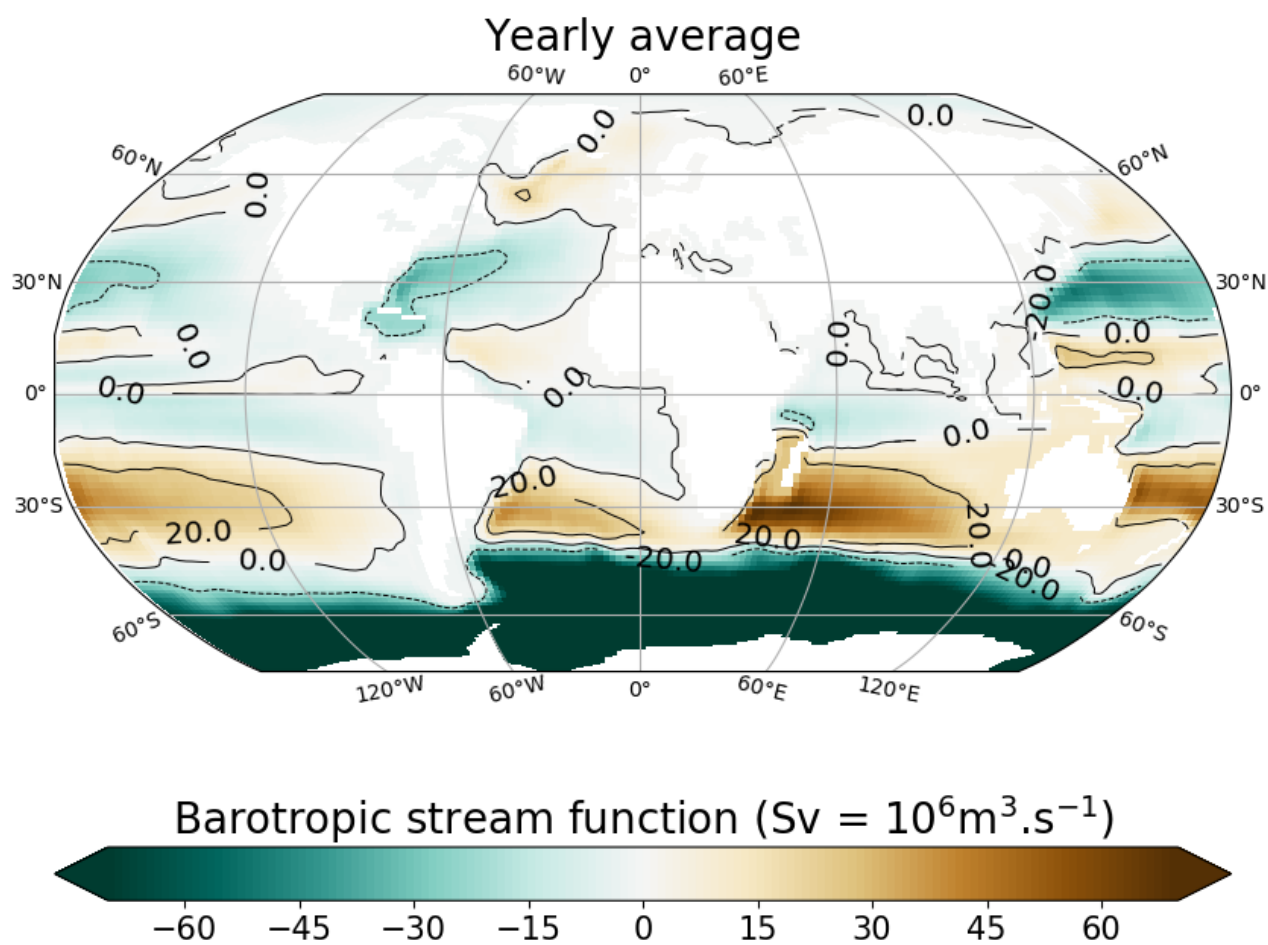 Yearly average
60°W 0° 60°E
0.0 0.0
60°N 60°N
0.0
30°N 30°N
-20.0
0.0 0.0 0.0
0° 0.0 0.0 0.0 0°
0.0
20.0
30°S 30°S
20.0 20.0 20.0
0.0 -20.0 0.0
-20.0
60°S 60°S
120°W 60°W 0° 60°E 120°E
Barotropic stream function (Sv = 10⁶m³.s⁻¹)
−60 −45 −30 −15 0 15 30 45 60